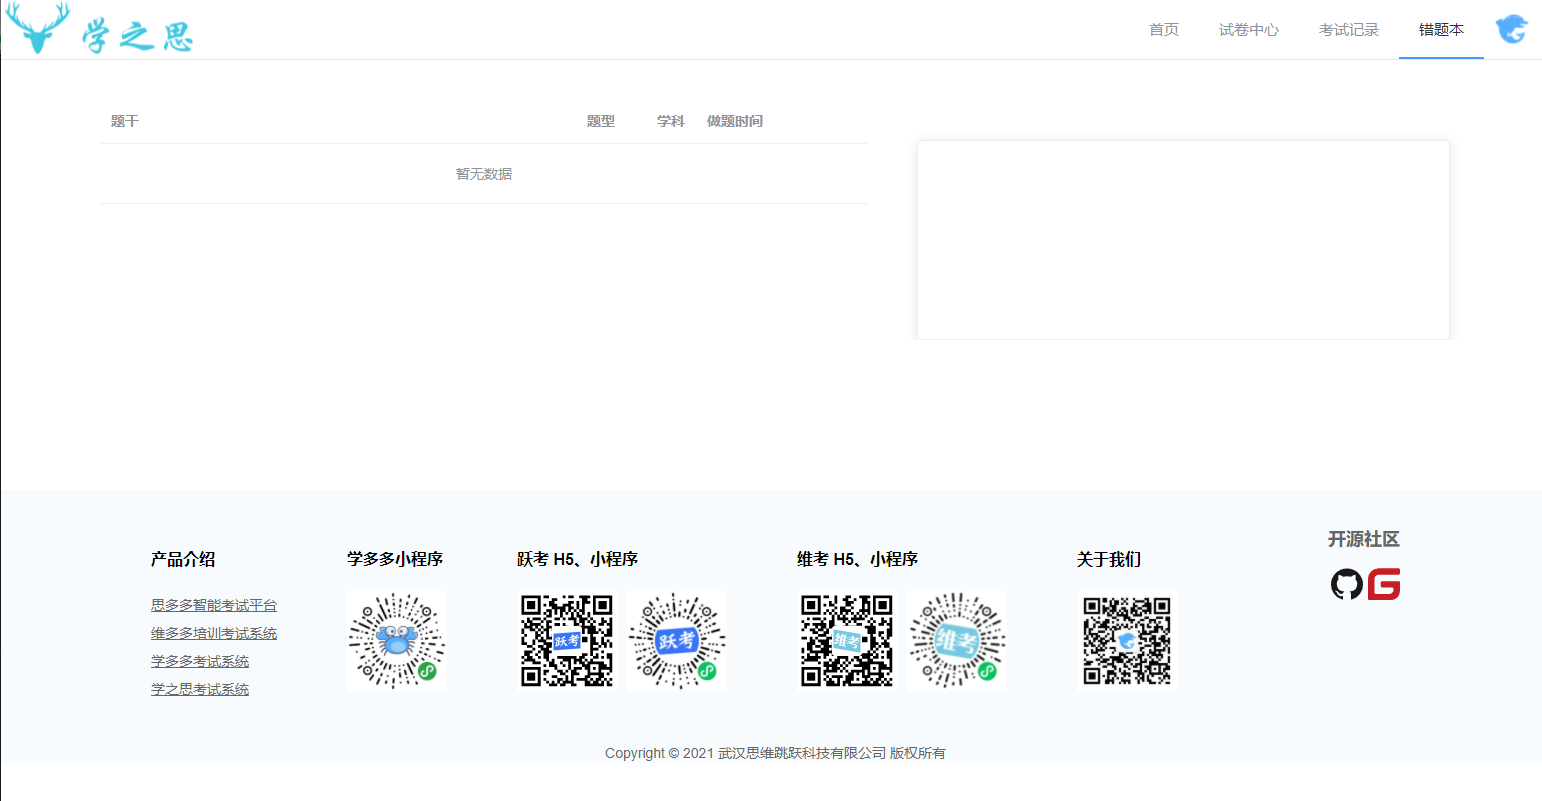 学之思
首页 试卷中心 考试记录 错题本
题干 题型 学科 做题时间
暂无数据
开源社区
产品介绍 学多多小程序 跃考 H5、小程序 维考 H5、小程序 关于我们
思多多智能考试平台
维多多培训考试系统
学多多考试系统
学之思考试系统
跃考 跃考 维考 维考
Copyright © 2021 武汉思维跳跃科技有限公司 版权所有